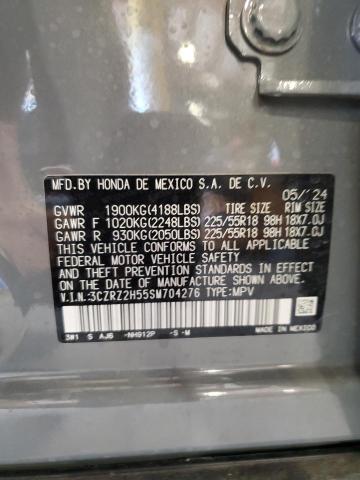 MFD.BY HONDA DE MEXICO S.A. DE C.V.
05/'24
GVWR 1900KG(4188LBS) TIRE SIZE RIM SIZE
GAWR F 1020KG(2248LBS) 225/55R18 98H 18X7.0J
GAWR R 930KG(2050LBS) 225/55R18 98H 18X7.0J
THIS VEHICLE CONFORMS TO ALL APPLICABLE
FEDERAL MOTOR VEHICLE SAFETY
AND THEFT PREVENTION STANDARDS IN EFFECT
ON THE DATE OF MANUFACTURE SHOWN ABOVE.
V.I.N.:3CZRZ2H55SM704276 TYPE:MPV
3W1 S AJ6 -NH912P -S -M MADE IN MEXICO